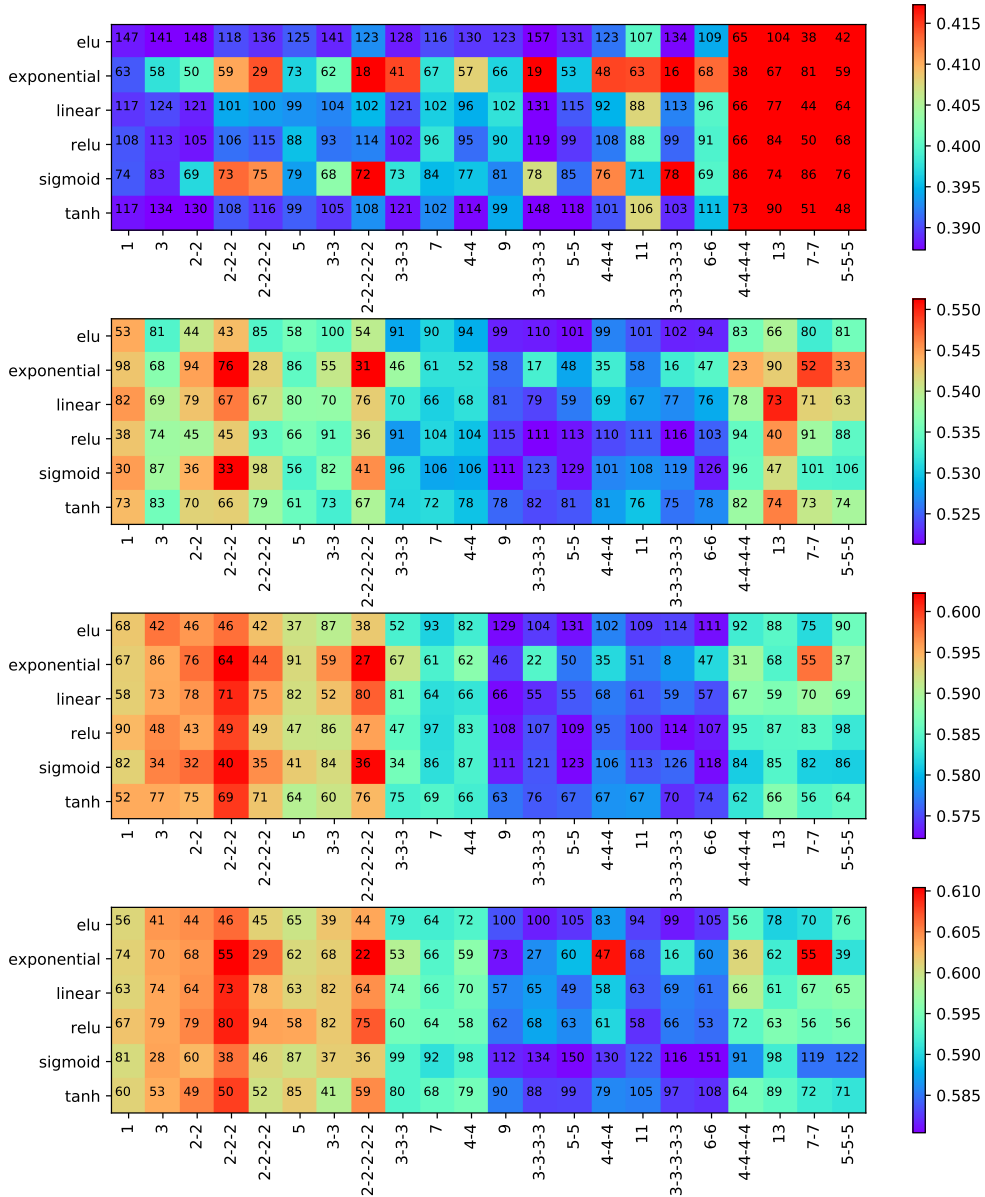 0.415
elu 147 141 148 118 136 125 141 123 128 116 130 123 157 131 123 107 134 109 65 104 38 42
0.410
exponential 63 58 50 59 29 73 62 18 41 67 57 66 19 53 48 63 16 68 38 67 81 59
0.405
linear 117 124 121 101 100 99 104 102 121 102 96 102 131 115 92 88 113 96 66 77 44 64
0.400
relu 108 113 105 106 115 88 93 114 102 96 95 90 119 99 108 88 99 91 66 84 50 68
0.395
sigmoid 74 83 69 73 75 79 68 72 73 84 77 81 78 85 76 71 78 69 86 74 86 76
tanh 117 134 130 108 116 99 105 108 121 102 114 99 148 118 101 106 103 111 73 90 51 48
0.390
1 3 2-2 2-2-2 2-2-2-2 5 3-3 2-2-2-2-2 3-3-3 7 4-4 9 3-3-3-3 5-5 4-4-4 11 3-3-3-3-3 6-6 4-4-4-4 13 7-7 5-5-5
0.550
elu 53 81 44 43 85 58 100 54 91 90 94 99 110 101 99 101 102 94 83 66 80 81
0.545
exponential 98 68 94 76 28 86 55 31 46 61 52 58 17 48 35 58 16 47 23 90 52 33
0.540
linear 82 69 79 67 67 80 70 76 70 66 68 81 79 59 69 67 77 76 78 73 71 63
0.535
relu 38 74 45 45 93 66 91 36 91 104 104 115 111 113 110 111 116 103 94 40 91 88
0.530
sigmoid 30 87 36 33 98 56 82 41 96 106 106 111 123 129 101 108 119 126 96 47 101 106
tanh 73 83 70 66 79 61 73 67 74 72 78 78 82 81 81 76 75 78 82 74 73 74
0.525
1 3 2-2 2-2-2 2-2-2-2 5 3-3 2-2-2-2-2 3-3-3 7 4-4 9 3-3-3-3 5-5 4-4-4 11 3-3-3-3-3 6-6 4-4-4-4 13 7-7 5-5-5
0.600
elu 68 42 46 46 42 37 87 38 52 93 82 129 104 131 102 109 114 111 92 88 75 90
0.595
exponential 67 86 76 64 44 91 59 27 67 61 62 46 22 50 35 51 8 47 31 68 55 37
0.590
linear 58 73 78 71 75 82 52 80 81 64 66 66 55 55 68 61 59 57 67 59 70 69
0.585
relu 90 48 43 49 49 47 86 47 47 97 83 108 107 109 95 100 114 107 95 87 83 98
0.580
sigmoid 82 34 32 40 35 41 84 36 34 86 87 111 121 123 106 113 126 118 84 85 82 86
tanh 52 77 75 69 71 64 60 76 75 69 66 63 76 67 67 67 70 74 62 66 56 64
0.575
1 3 2-2 2-2-2 2-2-2-2 5 3-3 2-2-2-2-2 3-3-3 7 4-4 9 3-3-3-3 5-5 4-4-4 11 3-3-3-3-3 6-6 4-4-4-4 13 7-7 5-5-5
0.610
elu 56 41 44 46 45 65 39 44 79 64 72 100 100 105 83 94 99 105 56 78 70 76
0.605
exponential 74 70 68 55 29 62 68 22 53 66 59 73 27 60 47 68 16 60 36 62 55 39
0.600
linear 63 74 64 73 78 63 82 64 74 66 70 57 65 49 58 63 69 61 66 61 67 65
0.595
relu 67 79 79 80 94 58 82 75 60 64 58 62 68 63 61 58 66 53 72 63 56 56
0.590
sigmoid 81 28 60 38 46 87 37 36 99 92 98 112 134 150 130 122 116 151 91 98 119 122
tanh 60 53 49 50 52 85 41 59 80 68 79 90 88 99 79 105 97 108 64 89 72 71
0.585
1 3 2-2 2-2-2 2-2-2-2 5 3-3 2-2-2-2-2 3-3-3 7 4-4 9 3-3-3-3 5-5 4-4-4 11 3-3-3-3-3 6-6 4-4-4-4 13 7-7 5-5-5